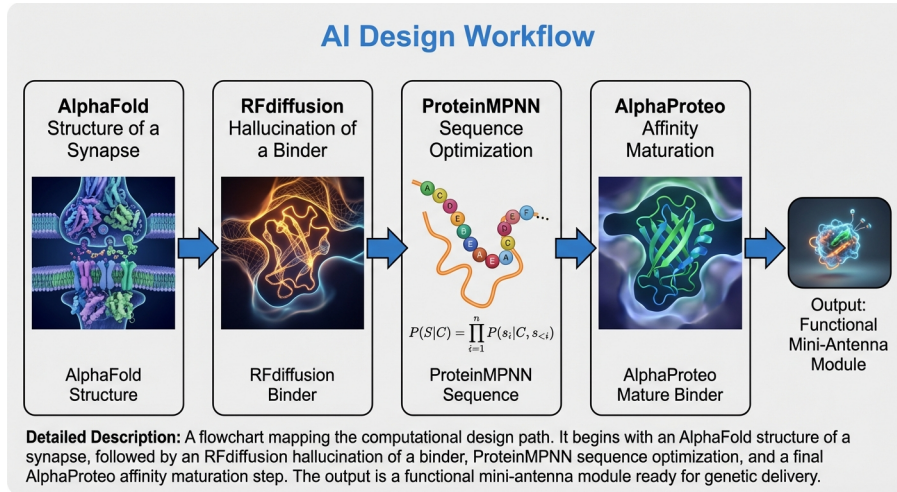 AI Design Workflow
AlphaFold
Structure of a
Synapse
AlphaFold
Structure
RFdiffusion
Hallucination of
a Binder
RFdiffusion
Binder
ProteinMPNN
Sequence
Optimization
A C D E B E A E A C D E F ...
P(S|C) = ∏ᵢ₌₁ⁿ P(sᵢ|C, s<ᵢ)
ProteinMPNN
Sequence
AlphaProteo
Affinity
Maturation
AlphaProteo
Mature Binder
Output:
Functional
Mini-Antenna
Module
Detailed Description: A flowchart mapping the computational design path. It begins with an AlphaFold structure of a
synapse, followed by an RFdiffusion hallucination of a binder, ProteinMPNN sequence optimization, and a final
AlphaProteo affinity maturation step. The output is a functional mini-antenna module ready for genetic delivery.